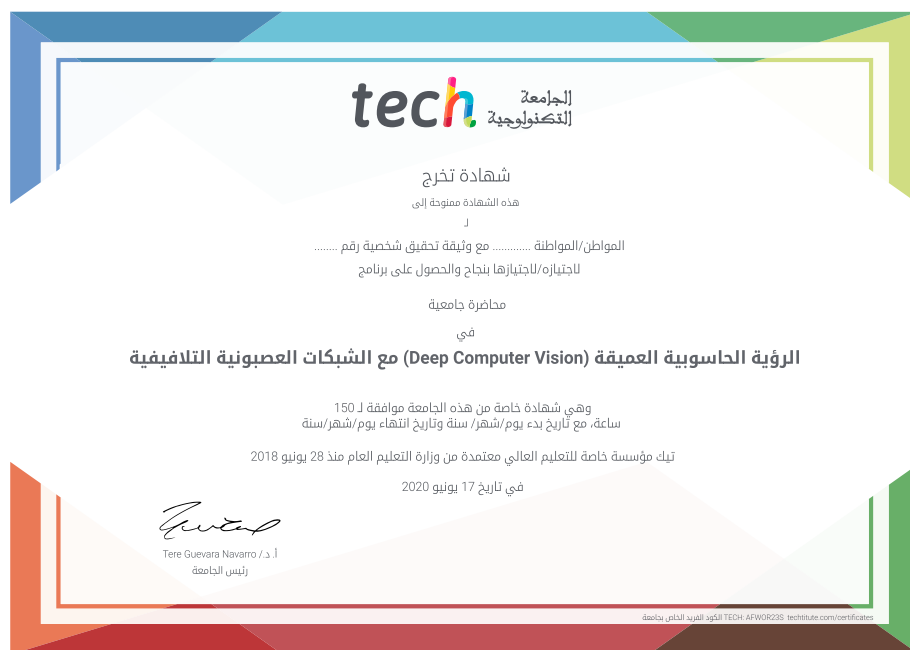 tech الجامعة
التكنولوجية
شهادة تخرج
هذه الشهادة ممنوحة إلى
لـ
المواطن/المواطنة ............. مع وثيقة تحقيق شخصية رقم ........
لاجتيازه/لاجتيازها بنجاح والحصول على برنامج
محاضرة جامعية
في
الرؤية الحاسوبية العميقة (Deep Computer Vision) مع الشبكات العصبونية التلافيفية
وهي شهادة خاصة من هذه الجامعة موافقة لـ 150
ساعة، مع تاريخ بدء يوم/شهر/ سنة وتاريخ انتهاء يوم/شهر/سنة
تيك مؤسسة خاصة للتعليم العالي معتمدة من وزارة التعليم العام منذ 28 يونيو 2018
في تاريخ 17 يونيو 2020
أ. د./ Tere Guevara Navarro
رئيس الجامعة
الكود الفريد الخاص بجامعة TECH: AFWOR23S techtitute.com/certificates